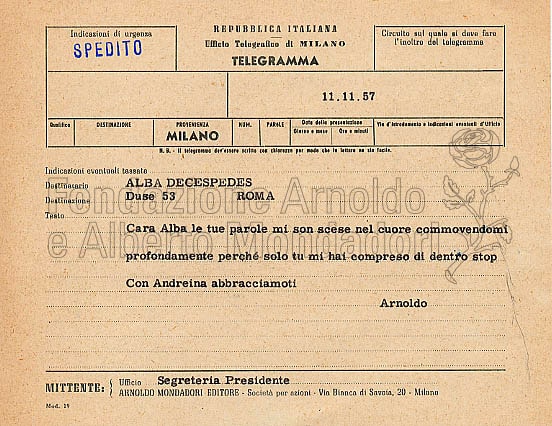 Indicazioni di urgenza
SPEDITO
REPUBBLICA ITALIANA
Ufficio Telegrafico di MILANO
TELEGRAMMA
Circuito sul quale si deve fare
l'inoltro del telegramma
11.11.57
Qualifica DESTINAZIONE PROVENIENZA NUM. PAROLE Data della presentazione Via d'istradamento e indicazioni eventuali d'Ufficio
MILANO Giorno e mese Ore e minuti
N. B. - Il telegramma dev'essere scritto con chiarezza per modo che le lettere ne sia facile.
Indicazioni eventuali tassate
Destinatario ALBA DECESPEDES
Destinazione Duse 53 ROMA
Testo
Fondazione Arnoldo
e Alberto Mondadori
Cara Alba le tue parole mi son scese nel cuore commovendomi
profondamente perché solo tu mi hai compreso di dentro stop
Con Andreina abbracciamoti
Arnoldo
MITTENTE: Ufficio Segreteria Presidente
ARNOLDO MONDADORI EDITORE - Società per azioni - Via Bianca di Savoia, 20 - Milano
Mod. 19